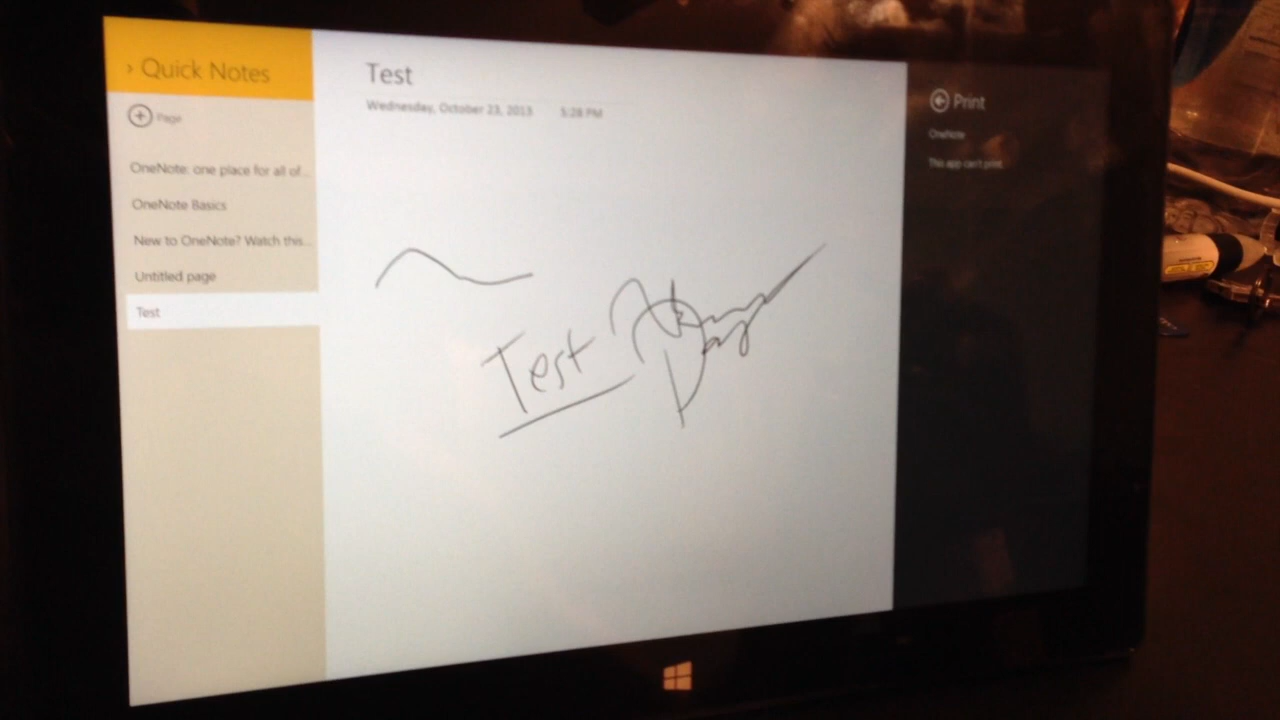 › Quick Notes
Page
OneNote: one place for all of...
OneNote Basics
New to OneNote? Watch this...
Untitled page
Test
Test
Wednesday, October 23, 2013 5:28 PM
Test
Print
OneNote
This app can't print.